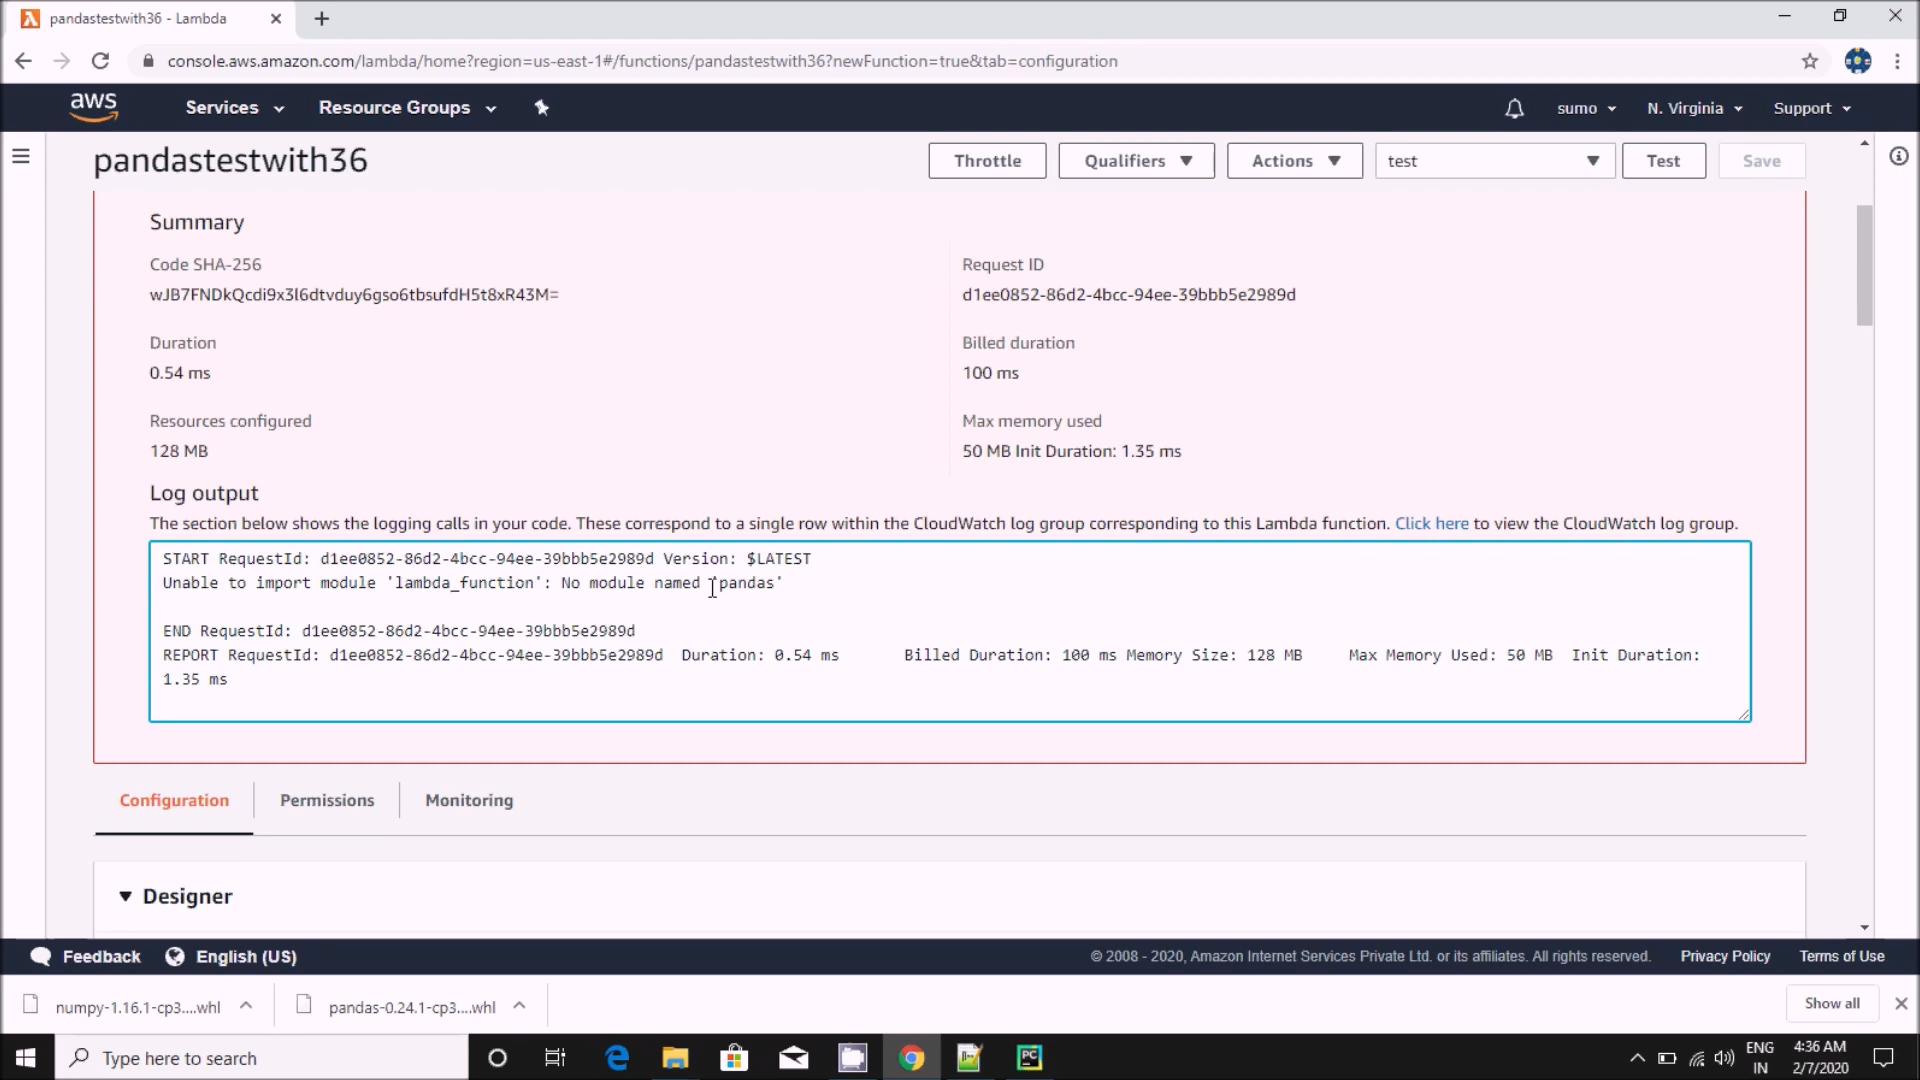 pandastestwith36 - Lambda
console.aws.amazon.com/lambda/home?region=us-east-1#/functions/pandastestwith36?newFunction=true&tab=configuration
aws Services Resource Groups sumo N. Virginia Support
pandastestwith36 Throttle Qualifiers Actions test Test Save
Summary
Code SHA-256 Request ID
wJB7FNDkQcdi9x3l6dtvduy6gso6tbsufdH5t8xR43M= d1ee0852-86d2-4bcc-94ee-39bbb5e2989d
Duration Billed duration
0.54 ms 100 ms
Resources configured Max memory used
128 MB 50 MB Init Duration: 1.35 ms
Log output
The section below shows the logging calls in your code. These correspond to a single row within the CloudWatch log group corresponding to this Lambda function. Click here to view the CloudWatch log group.
START RequestId: d1ee0852-86d2-4bcc-94ee-39bbb5e2989d Version: $LATEST
Unable to import module 'lambda_function': No module named 'pandas'
END RequestId: d1ee0852-86d2-4bcc-94ee-39bbb5e2989d
REPORT RequestId: d1ee0852-86d2-4bcc-94ee-39bbb5e2989d Duration: 0.54 ms Billed Duration: 100 ms Memory Size: 128 MB Max Memory Used: 50 MB Init Duration:
1.35 ms
Configuration Permissions Monitoring
Designer
Feedback English (US) © 2008 - 2020, Amazon Internet Services Private Ltd. or its affiliates. All rights reserved. Privacy Policy Terms of Use
numpy-1.16.1-cp3....whl pandas-0.24.1-cp3....whl Show all
Type here to search
ENG 4:36 AM
IN 2/7/2020